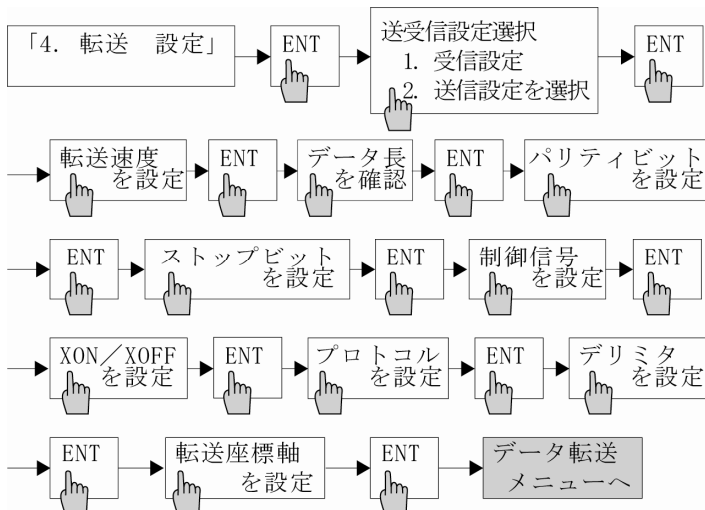 「4. 転送　設定」
ENT
送受信設定選択
1. 受信設定
2. 送信設定を選択
ENT
転送速度
を設定
ENT
データ長
を確認
ENT
パリティビット
を設定
ENT
ストップビット
を設定
ENT
制御信号
を設定
ENT
XON／XOFF
を設定
ENT
プロトコル
を設定
ENT
デリミタ
を設定
ENT
転送座標軸
を設定
ENT
データ転送
メニューへ